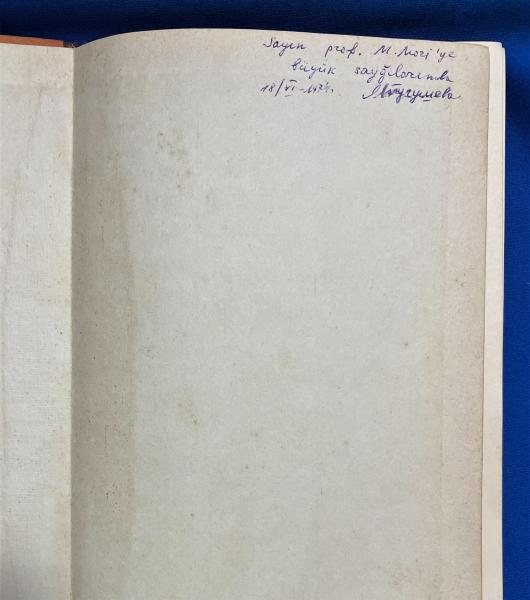 Sayın prof. M. Mori'ye
büyük saygılarımla
18/VI-1974.